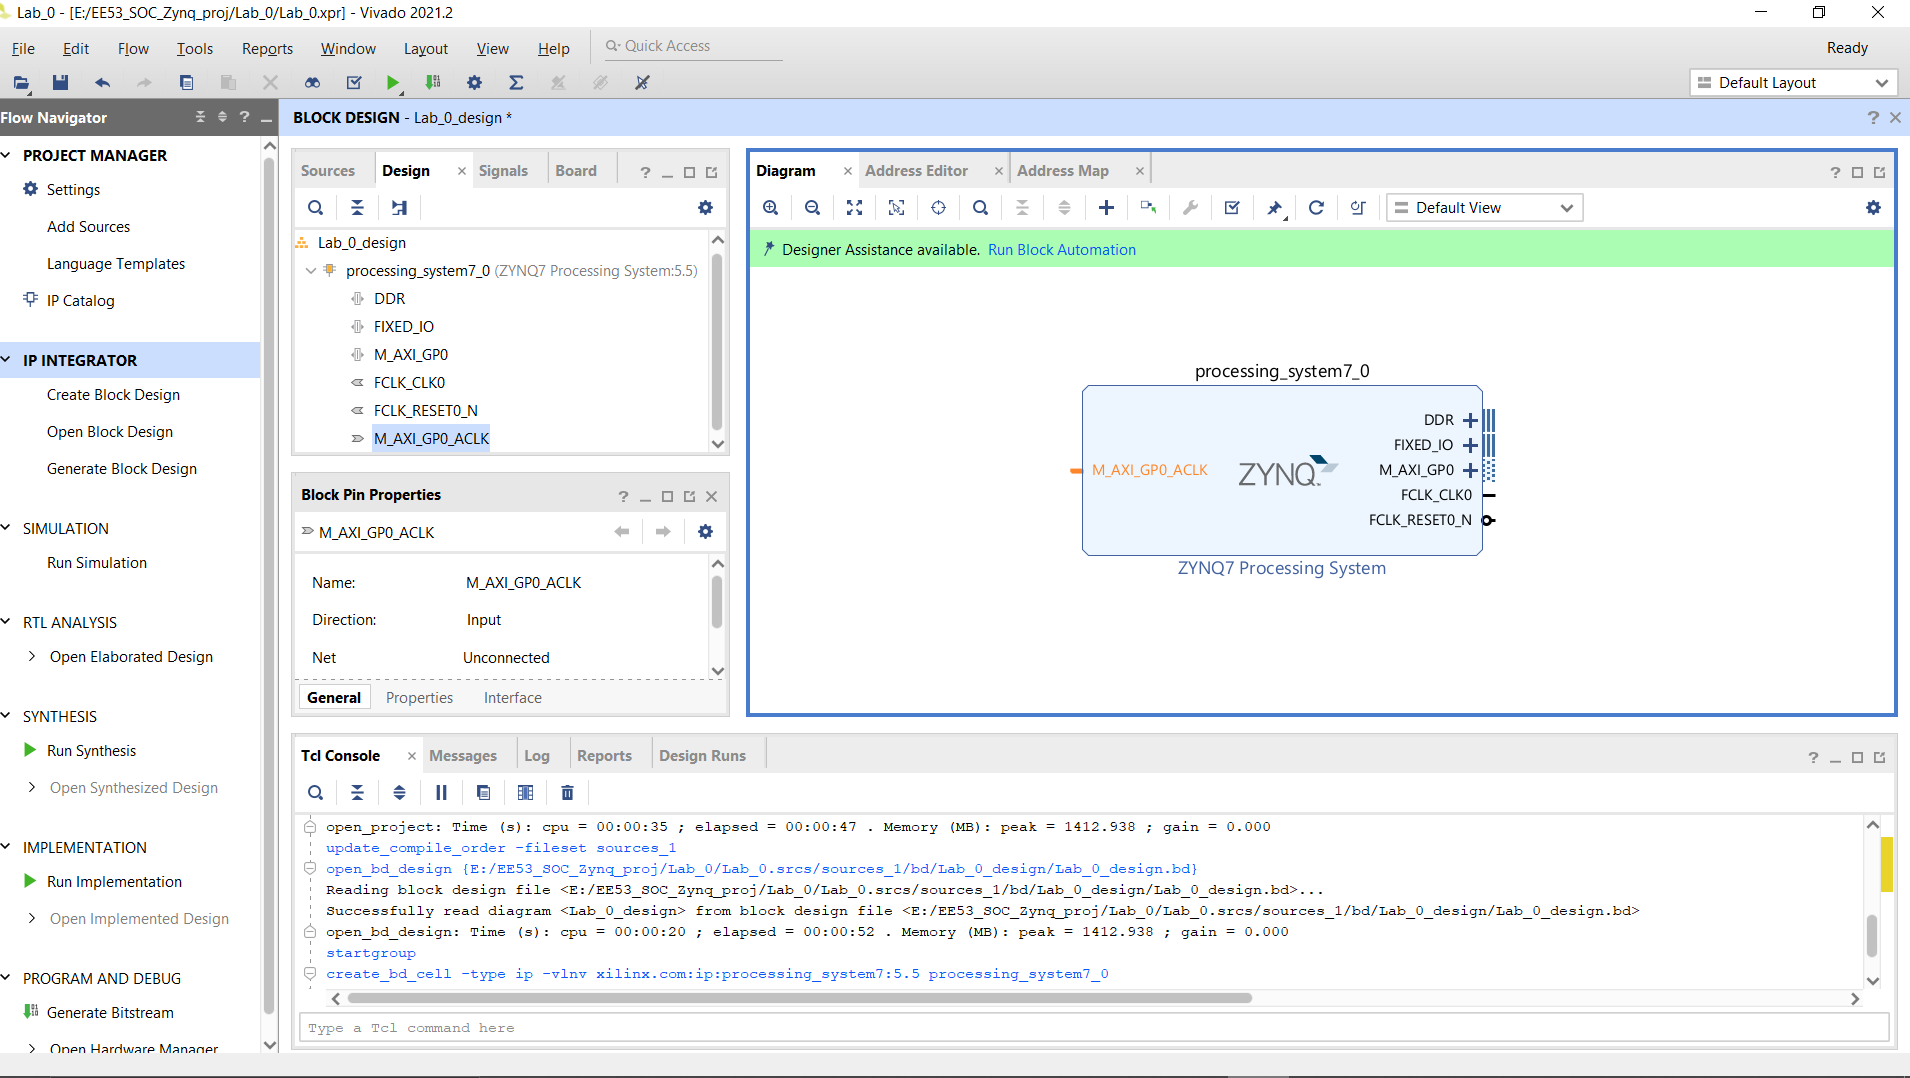 Lab_0 - [E:/EE53_SOC_Zynq_proj/Lab_0/Lab_0.xpr] - Vivado 2021.2
File Edit Flow Tools Reports Window Layout View Help Quick Access Ready
Default Layout
Flow Navigator
PROJECT MANAGER
Settings
Add Sources
Language Templates
IP Catalog
IP INTEGRATOR
Create Block Design
Open Block Design
Generate Block Design
SIMULATION
Run Simulation
RTL ANALYSIS
Open Elaborated Design
SYNTHESIS
Run Synthesis
Open Synthesized Design
IMPLEMENTATION
Run Implementation
Open Implemented Design
PROGRAM AND DEBUG
Generate Bitstream
Open Hardware Manager
BLOCK DESIGN - Lab_0_design *
Sources Design Signals Board
Lab_0_design
processing_system7_0 (ZYNQ7 Processing System:5.5)
DDR
FIXED_IO
M_AXI_GP0
FCLK_CLK0
FCLK_RESET0_N
M_AXI_GP0_ACLK
Block Pin Properties
M_AXI_GP0_ACLK
Name: M_AXI_GP0_ACLK
Direction: Input
Net Unconnected
General Properties Interface
Diagram Address Editor Address Map
Default View
Designer Assistance available. Run Block Automation
processing_system7_0
DDR
FIXED_IO
M_AXI_GP0_ACLK ZYNQ M_AXI_GP0
FCLK_CLK0
FCLK_RESET0_N
ZYNQ7 Processing System
Tcl Console Messages Log Reports Design Runs
open_project: Time (s): cpu = 00:00:35 ; elapsed = 00:00:47 . Memory (MB): peak = 1412.938 ; gain = 0.000
update_compile_order -fileset sources_1
open_bd_design {E:/EE53_SOC_Zynq_proj/Lab_0/Lab_0.srcs/sources_1/bd/Lab_0_design/Lab_0_design.bd}
Reading block design file <E:/EE53_SOC_Zynq_proj/Lab_0/Lab_0.srcs/sources_1/bd/Lab_0_design/Lab_0_design.bd>...
Successfully read diagram <Lab_0_design> from block design file <E:/EE53_SOC_Zynq_proj/Lab_0/Lab_0.srcs/sources_1/bd/Lab_0_design/Lab_0_design.bd>
open_bd_design: Time (s): cpu = 00:00:20 ; elapsed = 00:00:52 . Memory (MB): peak = 1412.938 ; gain = 0.000
startgroup
create_bd_cell -type ip -vlnv xilinx.com:ip:processing_system7:5.5 processing_system7_0
Type a Tcl command here